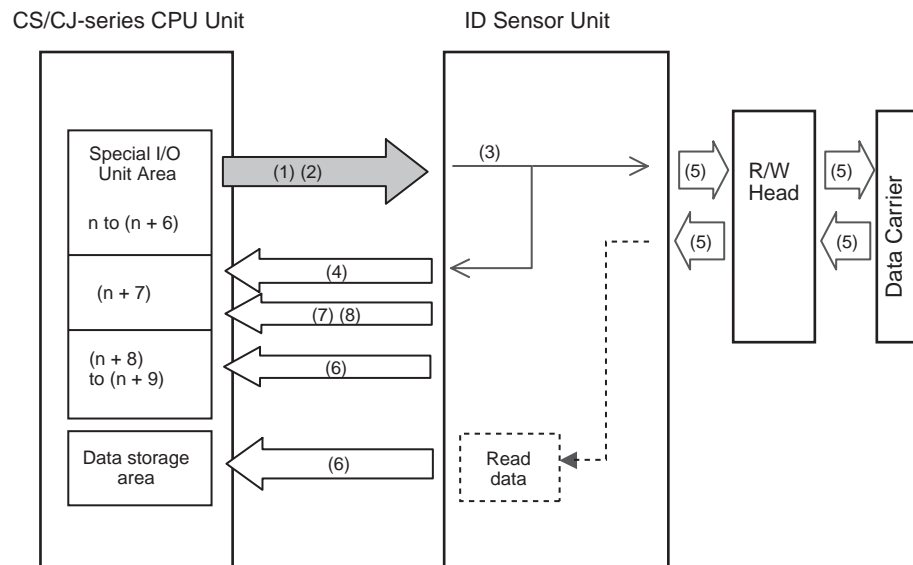 CS/CJ-series CPU Unit
ID Sensor Unit
Special I/O
Unit Area
n to (n + 6)
(n + 7)
(n + 8)
to (n + 9)
Data storage
area
(1) (2)
(4)
(7) (8)
(6)
(6)
(3)
Read
data
(5)
(5)
R/W
Head
(5)
(5)
Data Carrier